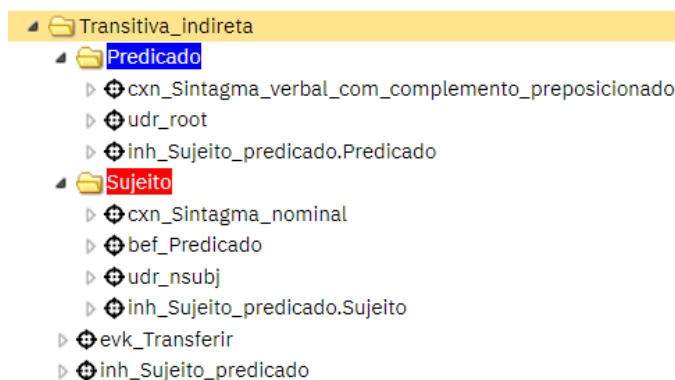 Transitiva_indireta
Predicado
cxn_Sintagma_verbal_com_complemento_preposicionado
udr_root
inh_Sujeito_predicado.Predicado
Sujeito
cxn_Sintagma_nominal
bef_Predicado
udr_nsubj
inh_Sujeito_predicado.Sujeito
evk_Transferir
inh_Sujeito_predicado